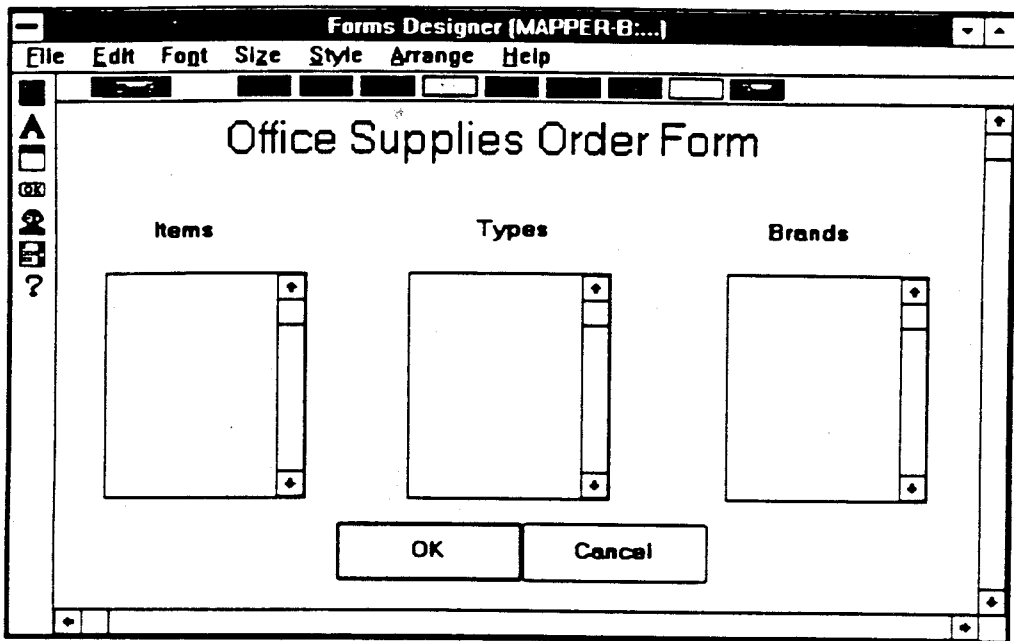 Forms Designer (MAPPER-B:...)
File Edit Font Size Style Arrange Help
A
OK
?
Office Supplies Order Form
Items Types Brands
OK Cancel